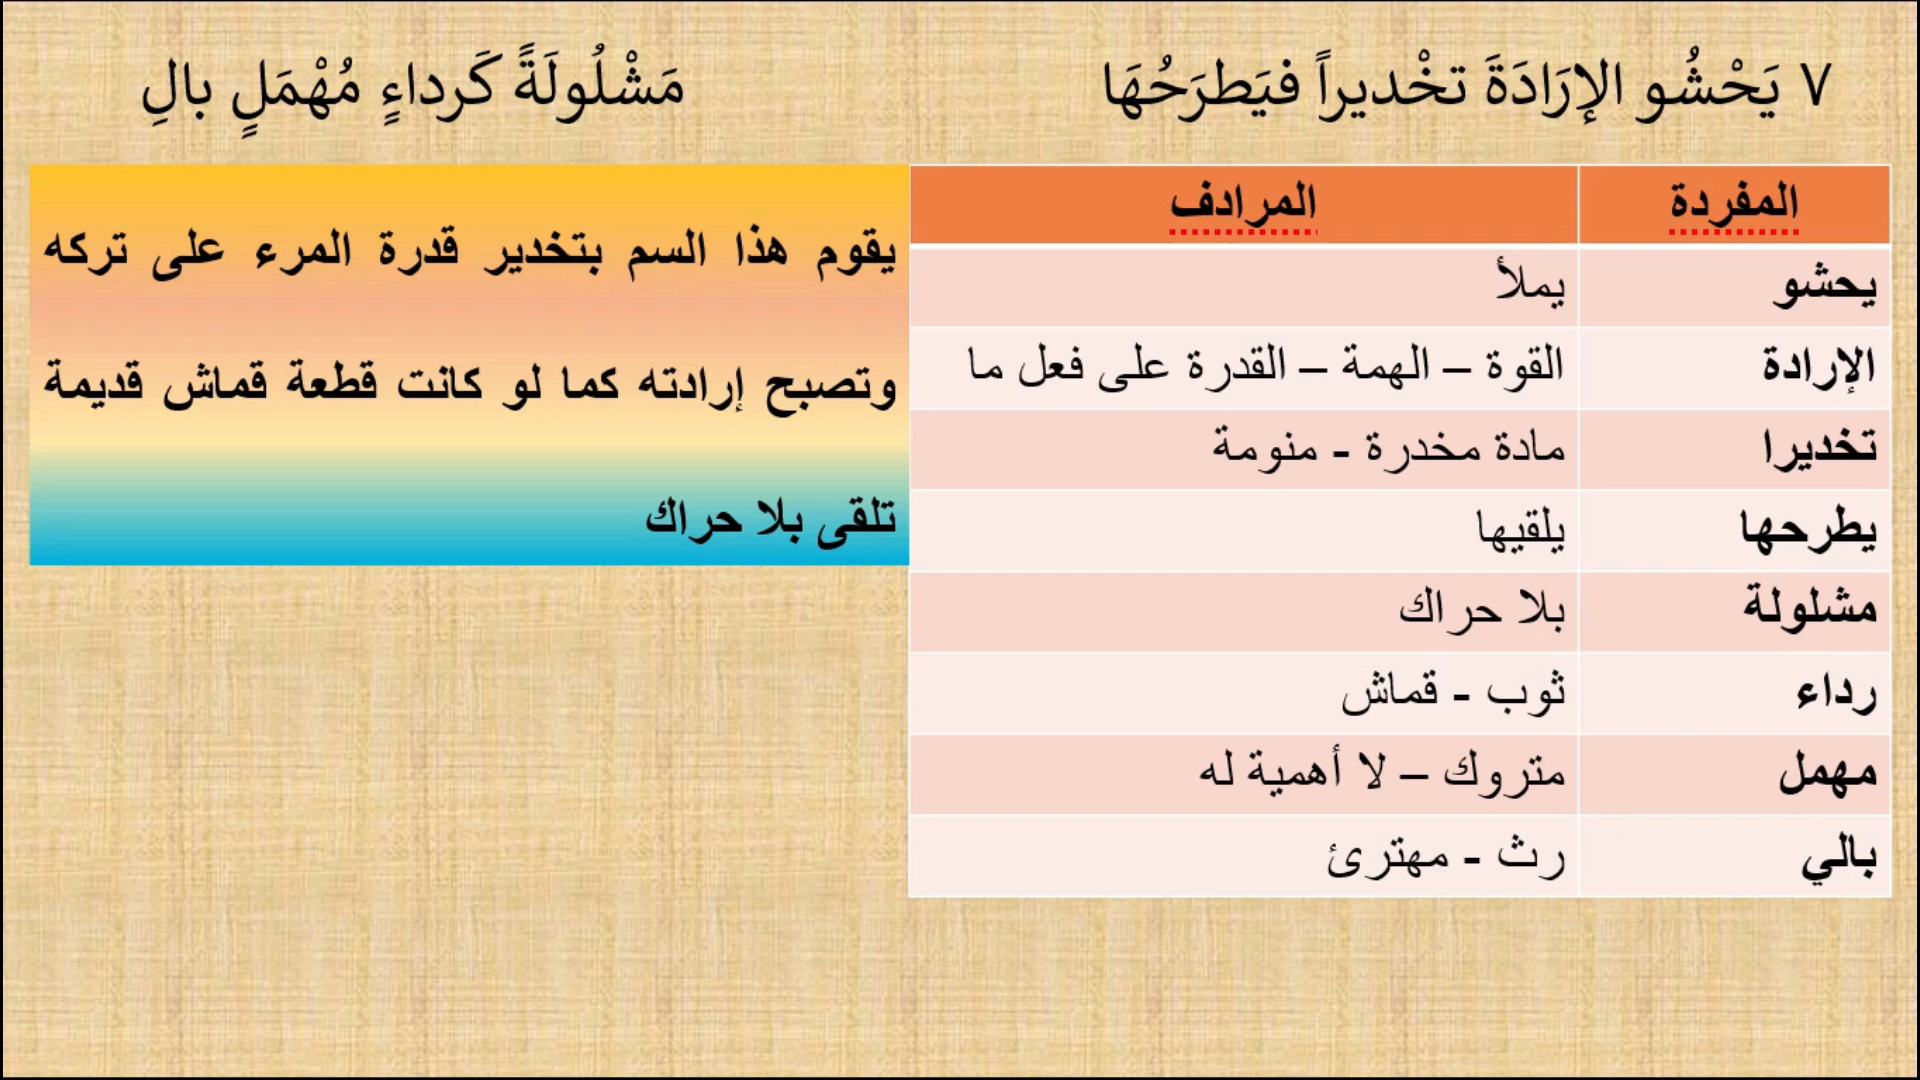 ٧ يَحْشُو الإرَادَةَ تخْديراً فيَطرَحُهَا مَشْلُولَةً كَرداءٍ مُهْمَلٍ بالِ
المفردة المرادف
يحشو يملأ
الإرادة القوة – الهمة – القدرة على فعل ما
تخديرا مادة مخدرة - منومة
يطرحها يلقيها
مشلولة بلا حراك
رداء ثوب - قماش
مهمل متروك – لا أهمية له
بالي رث - مهترئ
يقوم هذا السم بتخدير قدرة المرء على تركه
وتصبح إرادته كما لو كانت قطعة قماش قديمة
تلقى بلا حراك